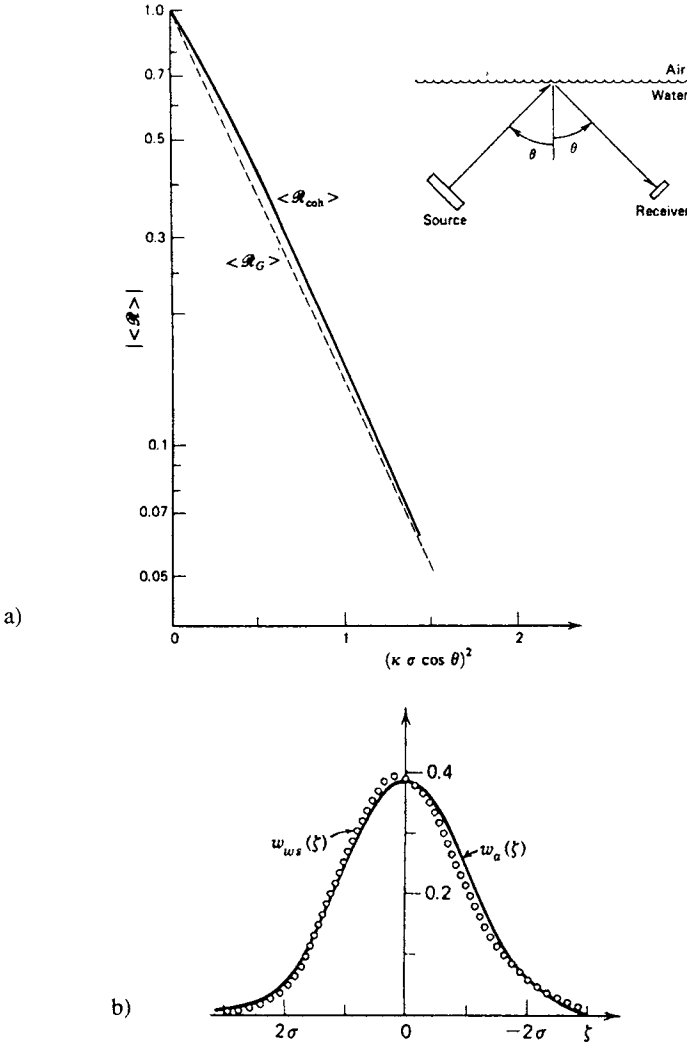 1.0
0.7
0.5
0.3
0.1
0.07
0.05
|<ℛ>|
<ℛcoh>
<ℛG>
0
1
2
(κ σ cos θ)²
Air
Water
θ
θ
Source
Receiver
a)
0.4
0.2
wws(ζ)
wa(ζ)
2σ
0
−2σ
ζ
b)